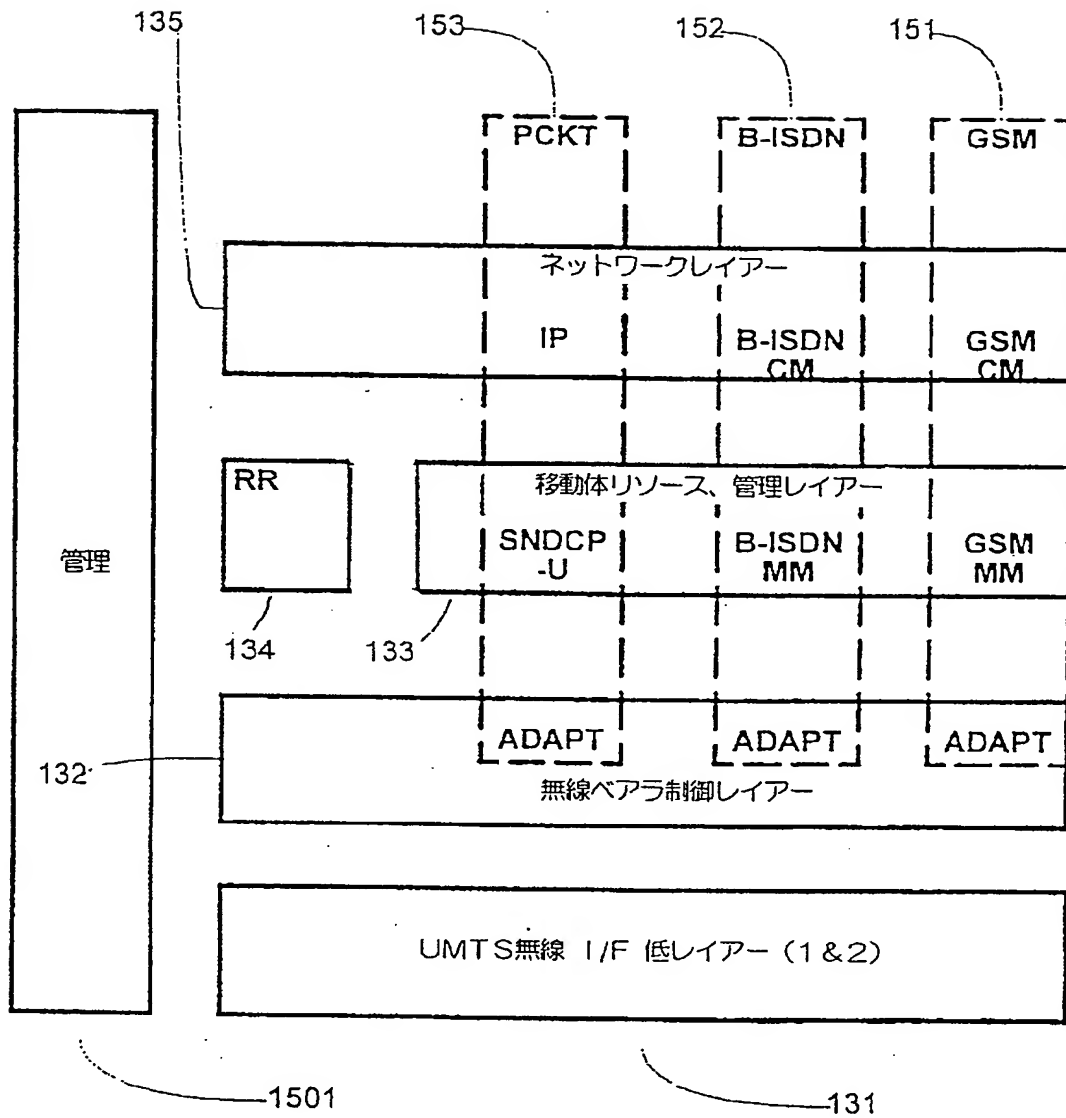 135
153
152
151
PCKT
B-ISDN
GSM
ネットワークレイアー
IP
B-ISDN
CM
GSM
CM
RR
移動体リソース、管理レイアー
管理
SNDCP
-U
B-ISDN
MM
GSM
MM
134
133
ADAPT
ADAPT
ADAPT
132
無線ベアラ制御レイアー
UMTS無線 I/F 低レイアー (1&2)
1501
131